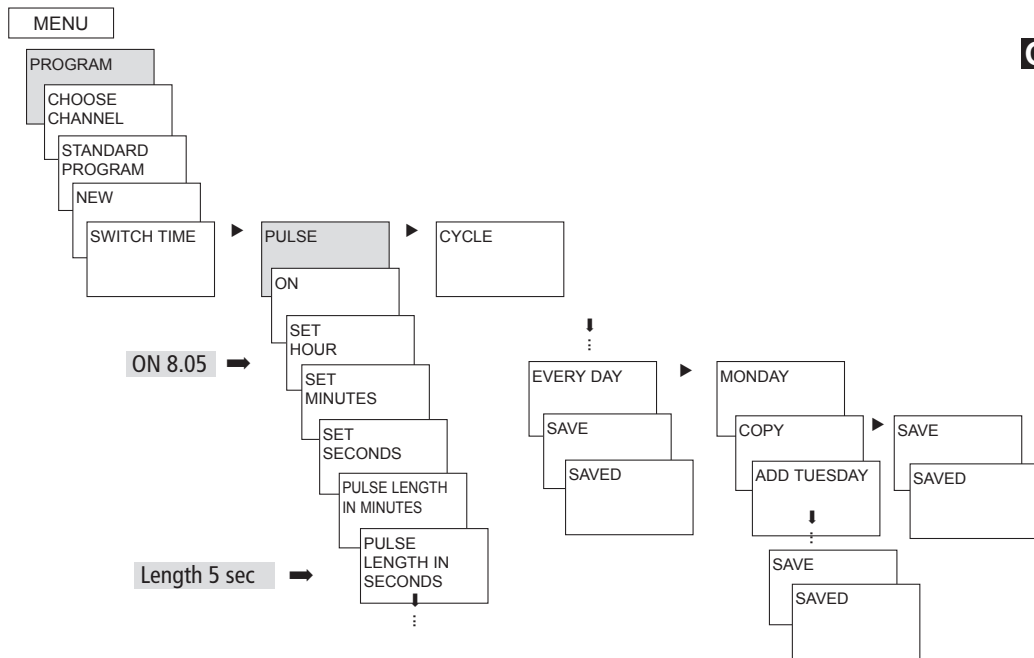 MENU
PROGRAM
CHOOSE
CHANNEL
STANDARD
PROGRAM
NEW
SWITCH TIME
PULSE
CYCLE
ON
SET
HOUR
ON 8.05
SET
MINUTES
SET
SECONDS
PULSE LENGTH
IN MINUTES
PULSE
LENGTH IN
SECONDS
Length 5 sec
EVERY DAY
SAVE
SAVED
MONDAY
COPY
ADD TUESDAY
SAVE
SAVED
SAVE
SAVED